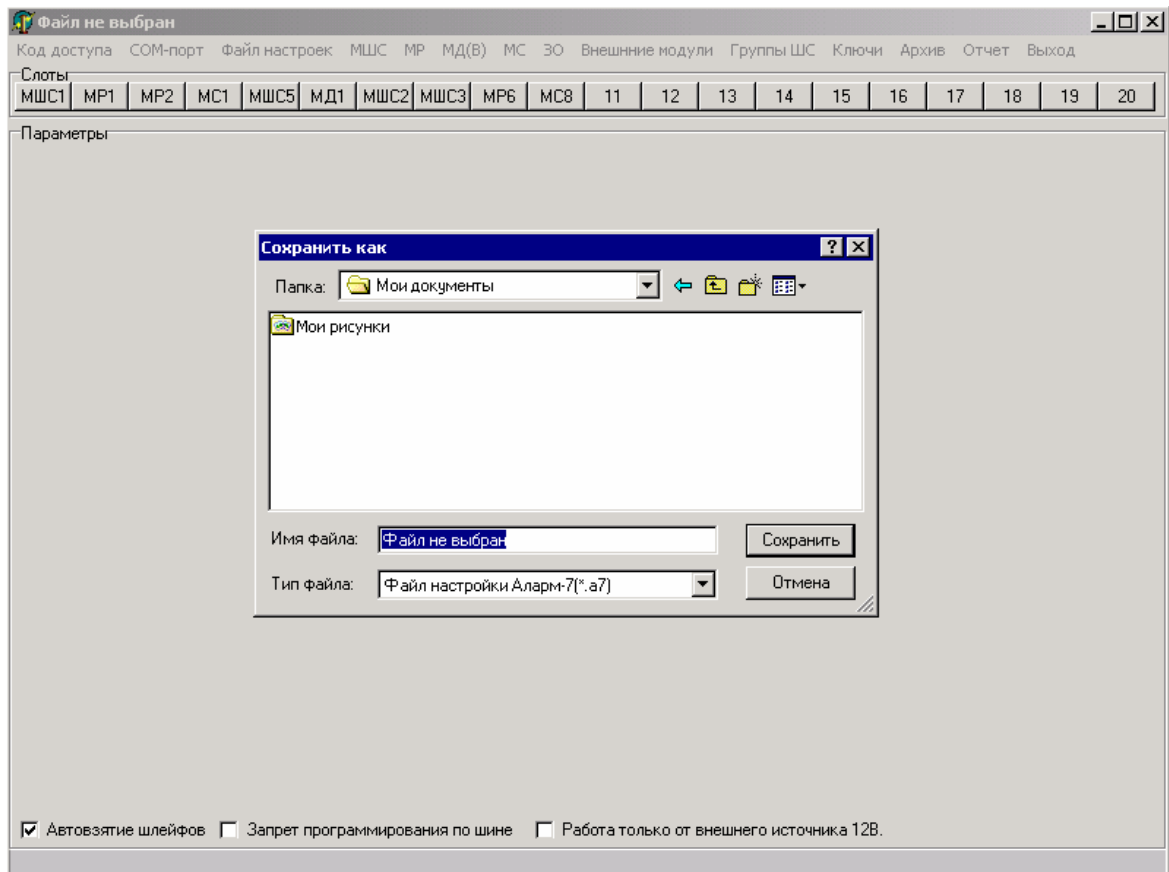 Файл не выбран
Код доступа COM-порт Файл настроек МШС МР МД(В) МС ЗО Внешнние модули Группы ШС Ключи Архив Отчет Выход
Слоты
МШС1 МР1 МР2 МС1 МШС5 МД1 МШС2 МШС3 МР6 МС8 11 12 13 14 15 16 17 18 19 20
Параметры
Сохранить как
Папка: Мои документы
Мои рисунки
Имя файла: Файл не выбран Сохранить
Тип файла: Файл настройки Аларм-7(*.a7) Отмена
Автовзятие шлейфов Запрет программирования по шине Работа только от внешнего источника 12В.